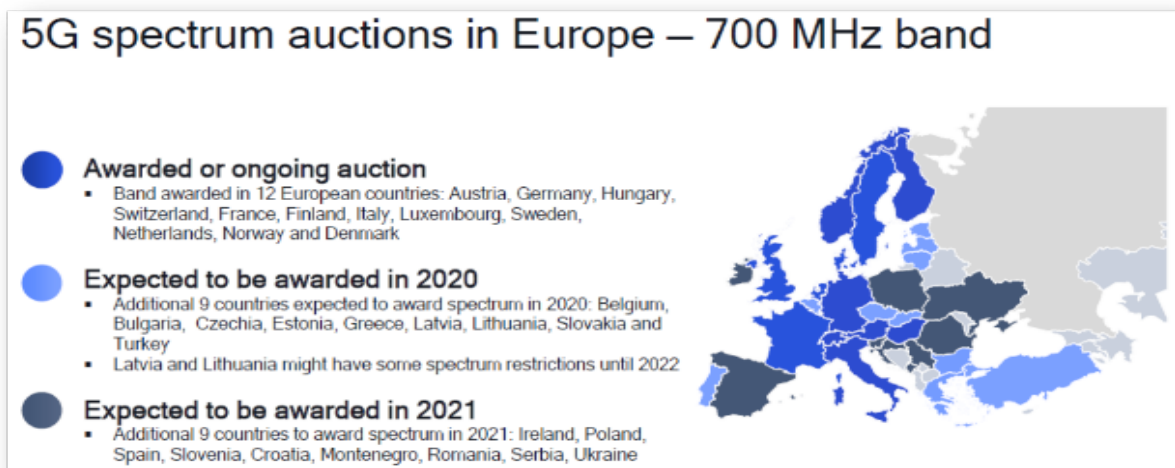 5G spectrum auctions in Europe – 700 MHz band
Awarded or ongoing auction
▪ Band awarded in 12 European countries: Austria, Germany, Hungary,
Switzerland, France, Finland, Italy, Luxembourg, Sweden,
Netherlands, Norway and Denmark
Expected to be awarded in 2020
▪ Additional 9 countries expected to award spectrum in 2020: Belgium,
Bulgaria, Czechia, Estonia, Greece, Latvia, Lithuania, Slovakia and
Turkey
▪ Latvia and Lithuania might have some spectrum restrictions until 2022
Expected to be awarded in 2021
▪ Additional 9 countries to award spectrum in 2021: Ireland, Poland,
Spain, Slovenia, Croatia, Montenegro, Romania, Serbia, Ukraine